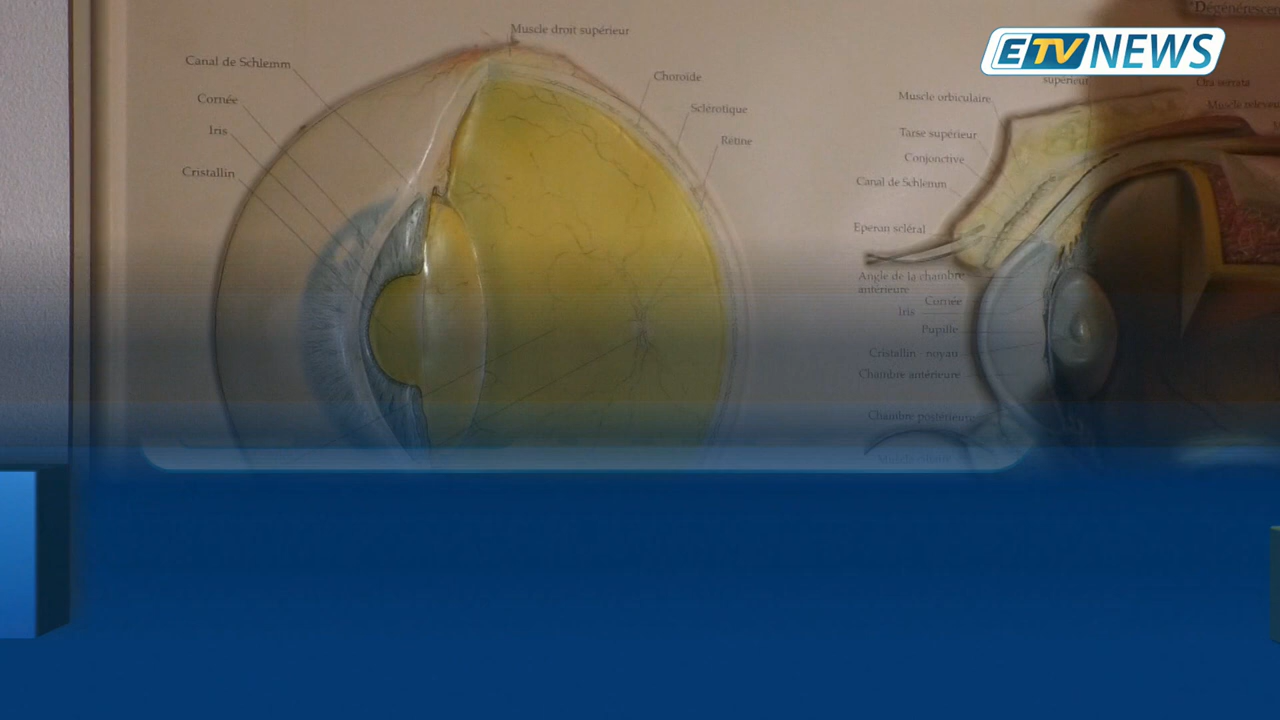 Muscle droit supérieur
Canal de Schlemm
Cornée
Iris
Cristallin
Choroïde
Sclérotique
Rétine
ETV NEWS
supérieur
Ora serrata
Muscle orbiculaire
Tarse supérieur
Conjonctive
Canal de Schlemm
Eperon scléral
Angle de la chambre
antérieure
Cornée
Iris
Pupille
Cristallin - noyau
Chambre antérieure
Chambre postérieure